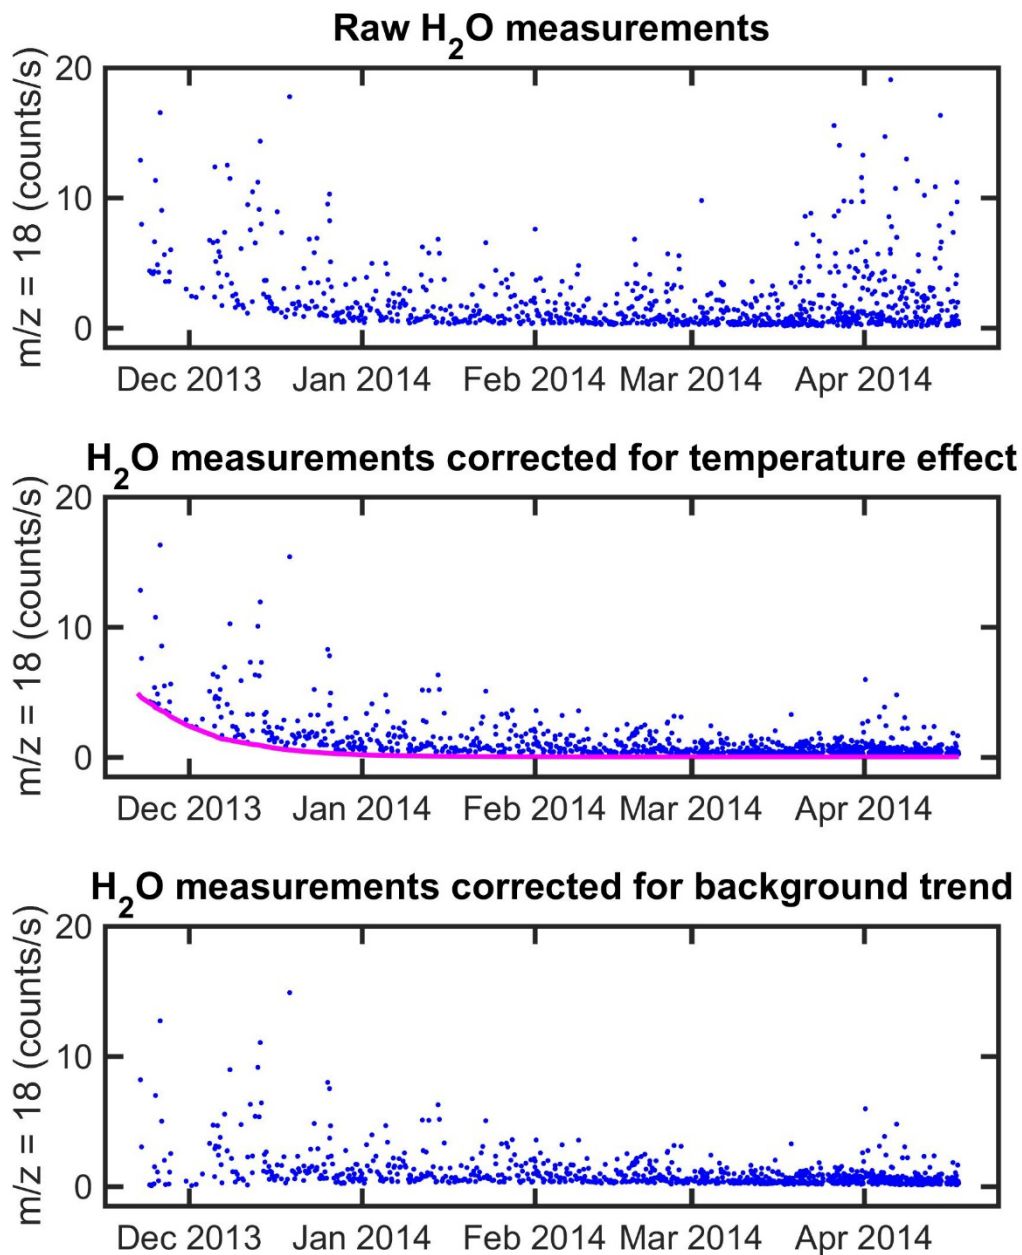 Raw H₂O measurements
m/z = 18 (counts/s)
20
10
0
Dec 2013 Jan 2014 Feb 2014 Mar 2014 Apr 2014
H₂O measurements corrected for temperature effect
m/z = 18 (counts/s)
20
10
0
Dec 2013 Jan 2014 Feb 2014 Mar 2014 Apr 2014
H₂O measurements corrected for background trend
m/z = 18 (counts/s)
20
10
0
Dec 2013 Jan 2014 Feb 2014 Mar 2014 Apr 2014